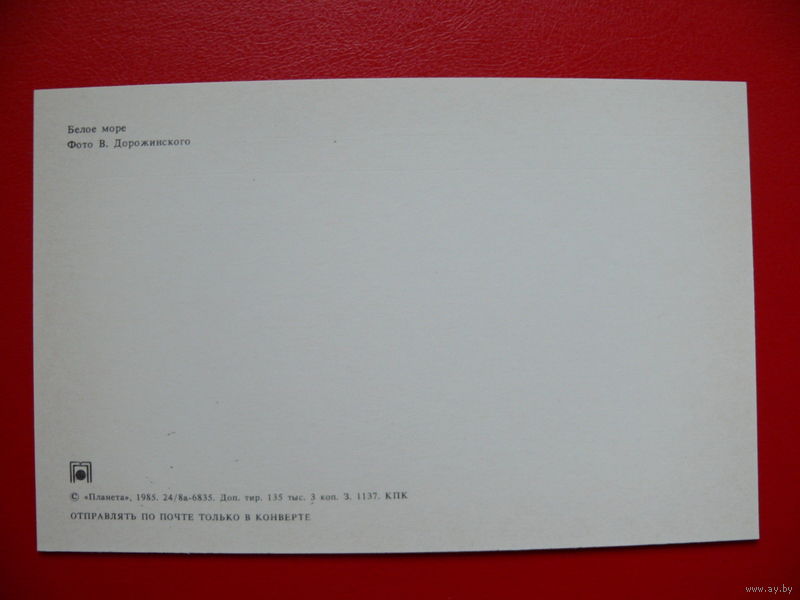 Белое море
Фото В. Дорожинского
© «Планета», 1985. 24/8а-6835. Доп. тир. 135 тыс. 3 коп. З. 1137. КПК
ОТПРАВЛЯТЬ ПО ПОЧТЕ ТОЛЬКО В КОНВЕРТЕ
www.ay.by